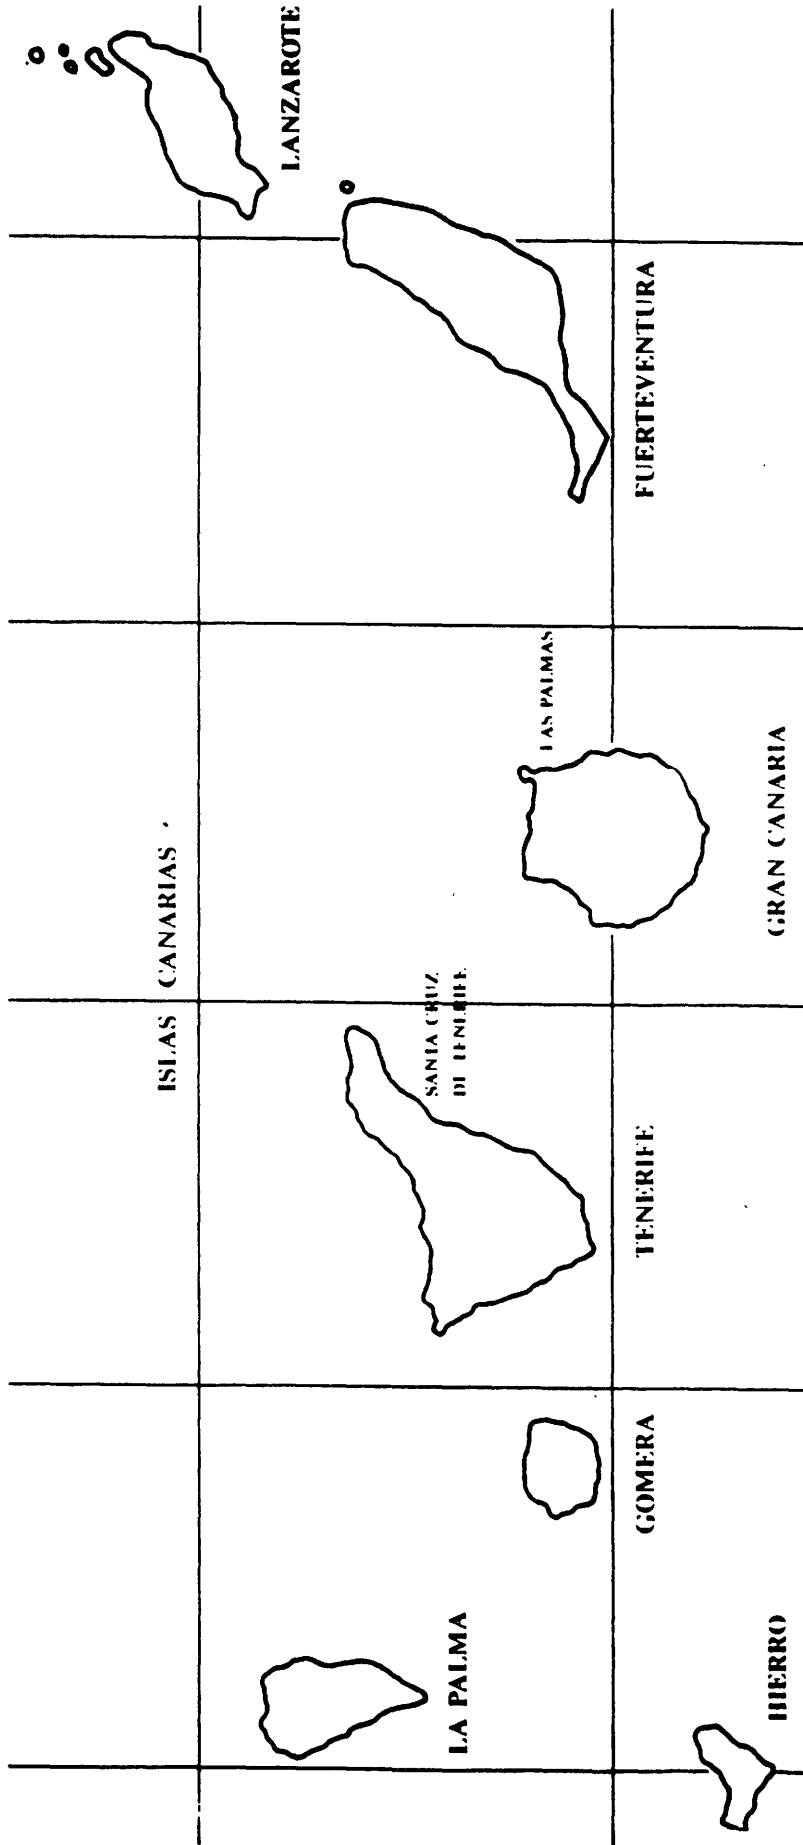 ISLAS CANARIAS
LANZAROTE
FUERTEVENTURA
LAS PALMAS
GRAN CANARIA
SANTA CRUZ
DE TENERIFE
TENERIFE
GOMERA
LA PALMA
HIERRO